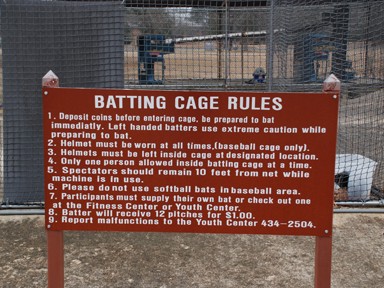 BATTING CAGE RULES
1. Deposit coins before entering cage, be prepared to bat
immediatly. Left handed batters use extreme caution while
preparing to bat.
2. Helmet must be worn at all times,(baseball cage only).
3. Helmets must be left inside cage at designated location.
4. Only one person allowed inside batting cage at a time.
5. Spectators should remain 10 feet from net while
machine is in use.
6. Please do not use softball bats in baseball area.
7. Participants must supply their own bat or check out one
at the Fitness Center or Youth Center.
8. Batter will receive 12 pitches for $1.00.
9. Report malfunctions to the Youth Center 434-2504.